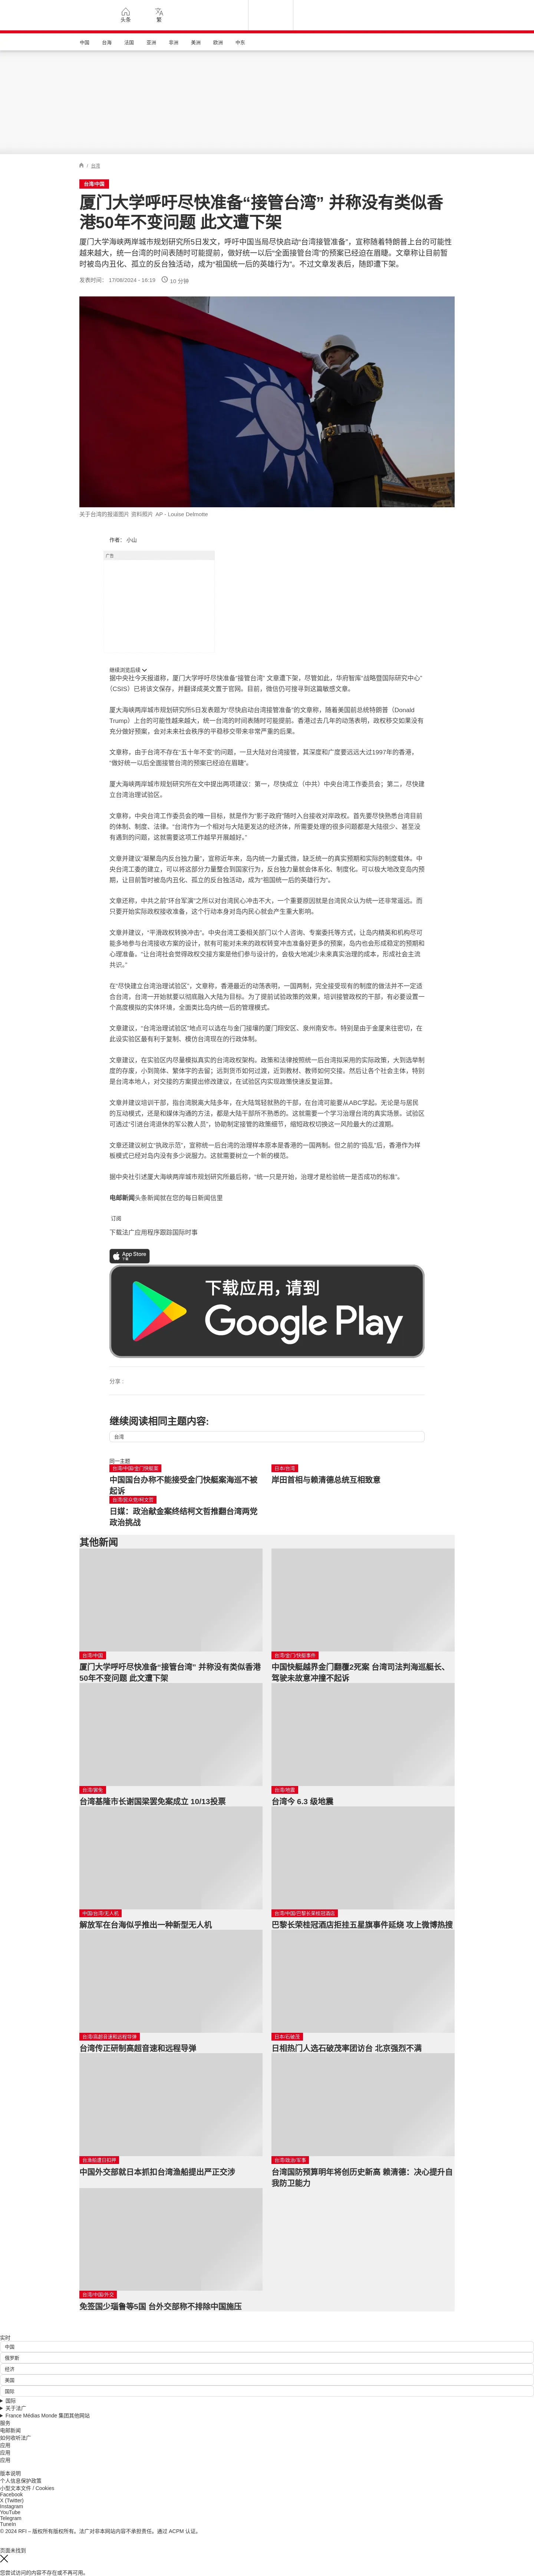 头条
繁
中国
台海
法国
亚洲
非洲
美洲
欧洲
中东
/ 台湾
台湾/中国
厦门大学呼吁尽快准备“接管台湾” 并称没有类似香
港50年不变问题 此文遭下架
厦门大学海峡两岸城市规划研究所5日发文，呼吁中国当局尽快启动“台湾接管准备”，宣称随着特朗普上台的可能性
越来越大，统一台湾的时间表随时可能提前，做好统一以后“全面接管台湾”的预案已经迫在眉睫。文章称让目前暂
时被岛内丑化、孤立的反台独活动，成为“祖国统一后的英雄行为”。不过文章发表后，随即遭下架。
发表时间： 17/08/2024 - 16:19 10 分钟
关于台湾的报道图片 资料照片 AP - Louise Delmotte
作者： 小山
广告
继续浏览后续
据中央社今天报道称，厦门大学呼吁尽快准备“接管台湾” 文章遭下架，尽管如此，华府智库“战略暨国际研究中心”
（CSIS）已将该文保存，并翻译成英文置于官网。目前，微信仍可搜寻到这篇敏感文章。
厦大海峡两岸城市规划研究所5日发表题为“尽快启动台湾接管准备”的文章称，随着美国前总统特朗普（Donald
Trump）上台的可能性越来越大，统一台湾的时间表随时可能提前。香港过去几年的动荡表明，政权移交如果没有
充分做好预案，会对未来社会秩序的平稳移交带来非常严重的后果。
文章称，由于台湾不存在“五十年不变”的问题，一旦大陆对台湾接管，其深度和广度要远远大过1997年的香港，
“做好统一以后全面接管台湾的预案已经迫在眉睫”。
厦大海峡两岸城市规划研究所在文中提出两项建议：第一，尽快成立（中共）中央台湾工作委员会；第二，尽快建
立台湾治理试验区。
文章称，中央台湾工作委员会的唯一目标，就是作为“影子政府”随时入台接收对岸政权。首先要尽快熟悉台湾目前
的体制、制度、法律。“台湾作为一个相对与大陆更发达的经济体，所需要处理的很多问题都是大陆很少、甚至没
有遇到的问题，这就需要这项工作越早开展越好。”
文章并建议“凝聚岛内反台独力量”，宣称近年来，岛内统一力量式微，缺乏统一的真实预期和实际的制度载体。中
央台湾工委的建立，可以将这部分力量整合到国家行为，反台独力量就会体系化、制度化。可以极大地改变岛内预
期，让目前暂时被岛内丑化、孤立的反台独活动，成为“祖国统一后的英雄行为”。
文章还称，中共之前“环台军演”之所以对台湾民心冲击不大，一个重要原因就是台湾民众认为统一还非常遥远。而
只要开始实际政权接收准备，这个行动本身对岛内民心就会产生重大影响。
文章并建议，“平滑政权转换冲击”。中央台湾工委相关部门以个人咨询、专案委托等方式，让岛内精英和机构尽可
能多地参与台湾接收方案的设计，就有可能对未来的政权转变冲击准备好更多的预案，岛内也会形成稳定的预期和
心理准备。“让台湾社会觉得政权交接方案是他们参与设计的，会极大地减少未来真实治理的成本，形成社会主流
共识。”
在“尽快建立台湾治理试验区”，文章称，香港最近的动荡表明，一国两制，完全接受现有的制度的做法并不一定适
合台湾，台湾一开始就要以彻底融入大陆为目标。为了提前试验政策的效果，培训接管政权的干部，有必要设置一
个高度模拟的实体环境，全面类比岛内统一后的管理模式。
文章建议，“台湾治理试验区”地点可以选在与金门接壤的厦门翔安区、泉州南安市。特别是由于金厦来往密切，在
此设实验区最有利于复制、模仿台湾现在的行政体制。
文章建议，在实验区内尽量模拟真实的台湾政权架构。政策和法律按照统一后台湾拟采用的实际政策，大到选举制
度的存废，小到简体、繁体字的去留；远到货币如何过渡，近到教材、教师如何交接。然后让各个社会主体，特别
是台湾本地人，对交接的方案提出修改建议，在试验区内实现政策快速反复运算。
文章并建议培训干部，指台湾脱离大陆多年，在大陆驾轻就熟的干部，在台湾可能要从ABC学起。无论是与居民
的互动模式，还是和媒体沟通的方法，都是大陆干部所不熟悉的。这就需要一个学习治理台湾的真实场景。试验区
可透过“引进台湾退休的军公教人员”，协助制定接管的政策细节，缩短政权切换这一风险最大的过渡期。
文章还建议树立“执政示范”，宣称统一后台湾的治理样本原本是香港的一国两制。但之前的“捣乱”后，香港作为样
板模式已经对岛内没有多少说服力。这就需要树立一个新的模范。
据中央社引述厦大海峡两岸城市规划研究所最后称，“统一只是开始，治理才是检验统一是否成功的标准”。
电邮新闻头条新闻就在您的每日新闻信里
订阅
下载法广应用程序跟踪国际时事
App Store
下载
下载应用，请到
Google Play
分享 :
继续阅读相同主题内容:
台湾
同一主题
台湾/中国/金门快艇案
中国国台办称不能接受金门快艇案海巡不被
起诉
日本/台湾
岸田首相与赖清德总统互相致意
台湾/民众党/柯文哲
日媒：政治献金案终结柯文哲推翻台湾两党
政治挑战
其他新闻
台湾/中国
厦门大学呼吁尽快准备“接管台湾” 并称没有类似香港
50年不变问题 此文遭下架
台湾/金门/快艇事件
中国快艇越界金门翻覆2死案 台湾司法判海巡艇长、
驾驶未故意冲撞不起诉
台湾/罢免
台湾基隆市长谢国梁罢免案成立 10/13投票
台湾/地震
台湾今 6.3 级地震
中国/台湾/无人机
解放军在台海似乎推出一种新型无人机
台湾/中国/巴黎长荣桂冠酒店
巴黎长荣桂冠酒店拒挂五星旗事件延烧 攻上微博热搜
台湾/高超音速和远程导弹
台湾传正研制高超音速和远程导弹
日本/石破茂
日相热门人选石破茂率团访台 北京强烈不满
台渔船遭日扣押
中国外交部就日本抓扣台湾渔船提出严正交涉
台湾/政治/军事
台湾国防预算明年将创历史新高 赖清德：决心提升自
我防卫能力
台湾/中国/外交
免签国少瑙鲁等5国 台外交部称不排除中国施压
实时
中国
俄罗斯
经济
美国
国际
国际
关于法广
France Médias Monde 集团其他网站
服务
电邮新闻
如何收听法广
应用
应用
应用
版本说明
个人信息保护政策
小型文本文件 / Cookies
Facebook
X (Twitter)
Instagram
YouTube
Telegram
TuneIn
© 2024 RFI – 版权所有版权所有。法广对非本网站内容不承担责任。通过 ACPM 认证。
页面未找到
您尝试访问的内容不存在或不再可用。